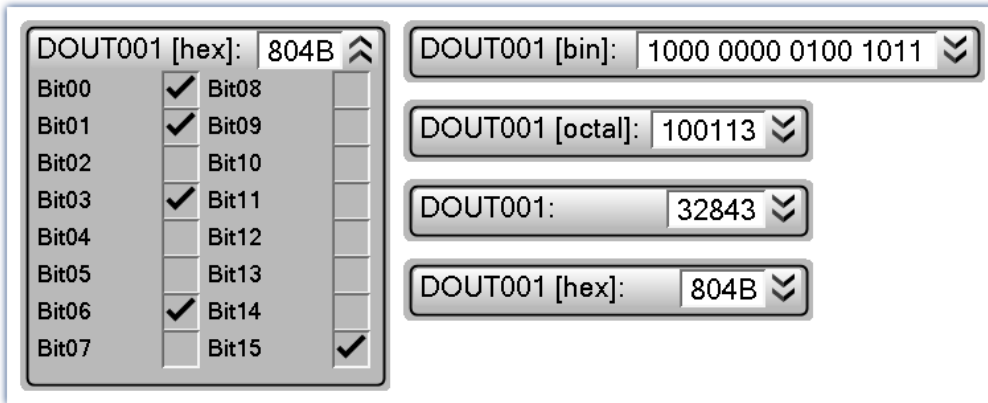 DOUT001 [hex]: 804B
Bit00 Bit08
Bit01 Bit09
Bit02 Bit10
Bit03 Bit11
Bit04 Bit12
Bit05 Bit13
Bit06 Bit14
Bit07 Bit15
DOUT001 [bin]: 1000 0000 0100 1011
DOUT001 [octal]: 100113
DOUT001: 32843
DOUT001 [hex]: 804B